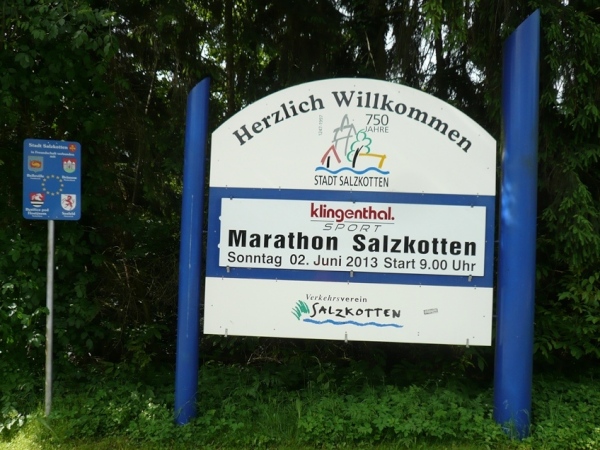 Stadt Salzkotten
Herzlich Willkommen
750
JAHRE
STADT SALZKOTTEN
klingenthal.
SPORT
Marathon Salzkotten
Sonntag 02. Juni 2013 Start 9.00 Uhr
Verkehrsverein
SALZKOTTEN